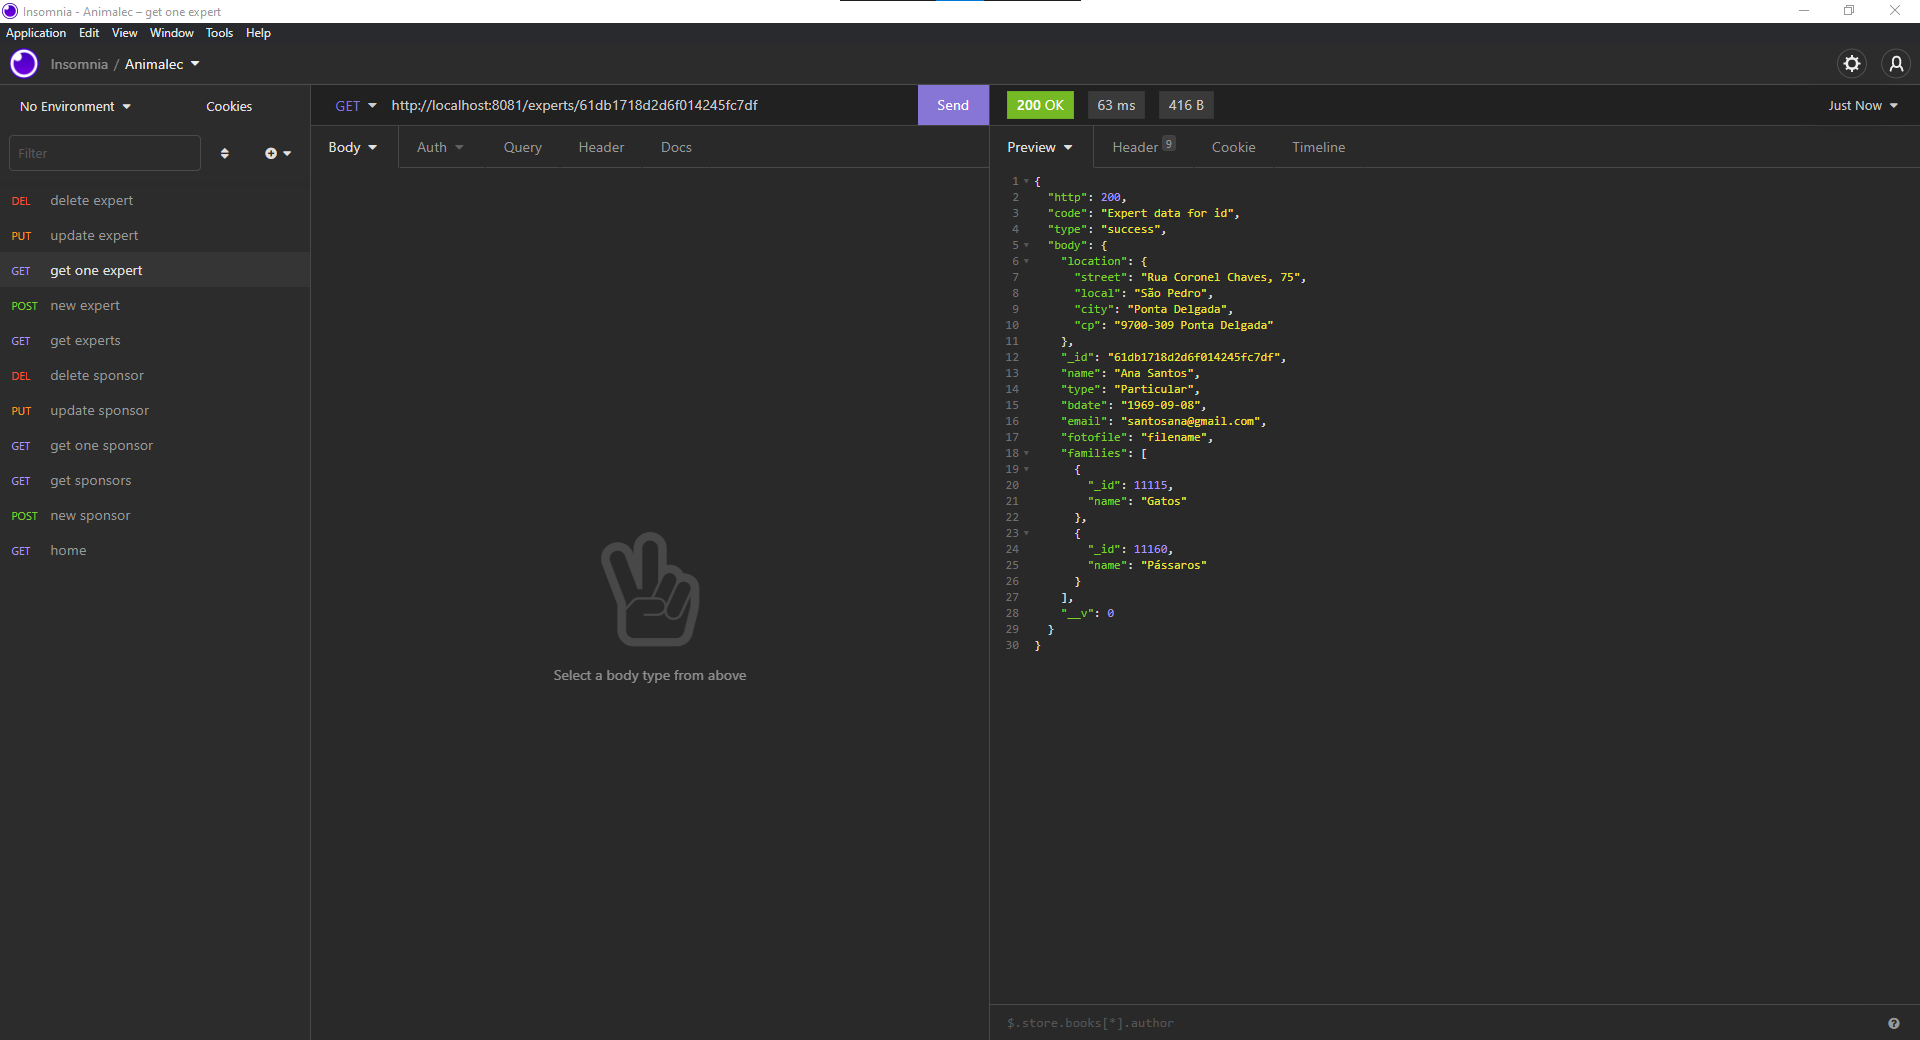 Insomnia - Animalec – get one expert
Application Edit View Window Tools Help
Insomnia / Animalec
No Environment Cookies
Filter
DEL delete expert
PUT update expert
GET get one expert
POST new expert
GET get experts
DEL delete sponsor
PUT update sponsor
GET get one sponsor
GET get sponsors
POST new sponsor
GET home
GET http://localhost:8081/experts/61db1718d2d6f014245fc7df Send
Body Auth Query Header Docs
Select a body type from above
200 OK 63 ms 416 B Just Now
Preview Header 9 Cookie Timeline
1 {
2 "http": 200,
3 "code": "Expert data for id",
4 "type": "success",
5 "body": {
6 "location": {
7 "street": "Rua Coronel Chaves, 75",
8 "local": "São Pedro",
9 "city": "Ponta Delgada",
10 "cp": "9700-309 Ponta Delgada"
11 },
12 "_id": "61db1718d2d6f014245fc7df",
13 "name": "Ana Santos",
14 "type": "Particular",
15 "bdate": "1969-09-08",
16 "email": "santosana@gmail.com",
17 "fotofile": "filename",
18 "families": [
19 {
20 "_id": 11115,
21 "name": "Gatos"
22 },
23 {
24 "_id": 11160,
25 "name": "Pássaros"
26 }
27 ],
28 "__v": 0
29 }
30 }
$.store.books[*].author